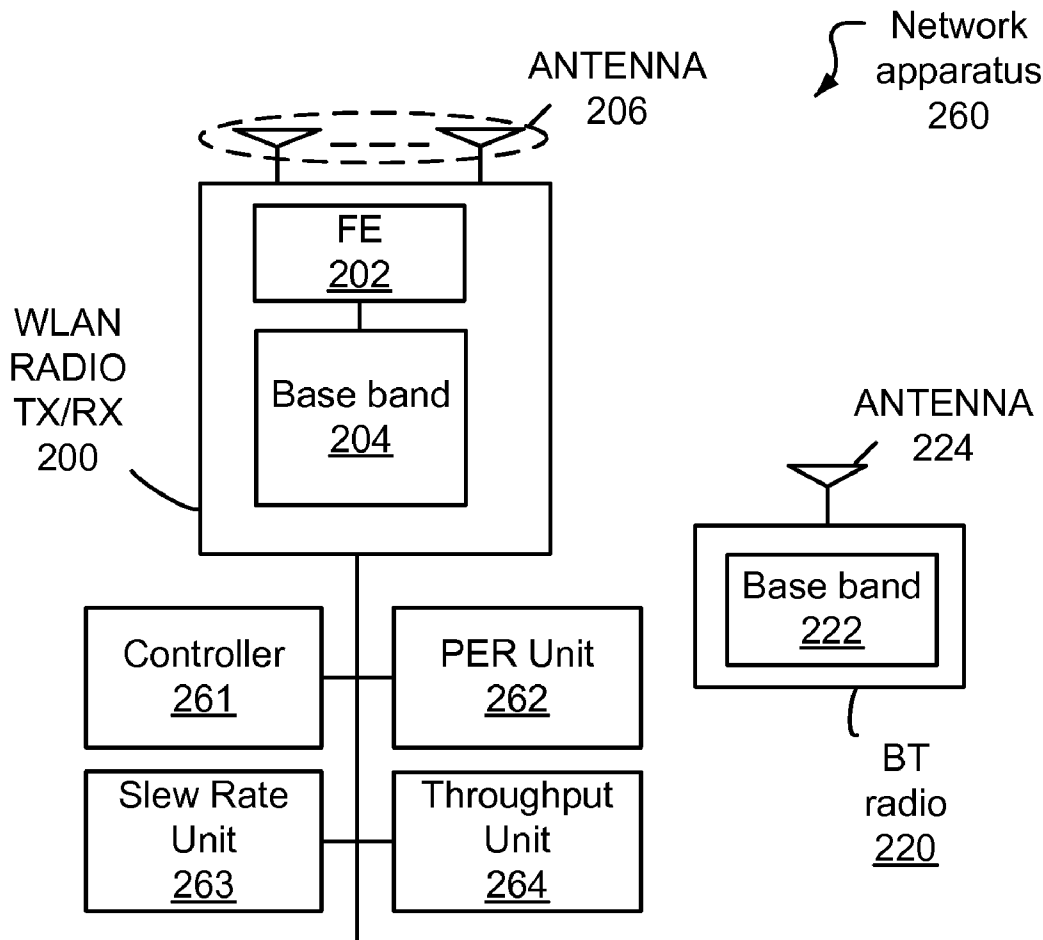 Network
apparatus
260
ANTENNA
206
FE
202
WLAN
RADIO
TX/RX
200
Base band
204
ANTENNA
224
Base band
222
Controller
261
PER Unit
262
BT
radio
220
Slew Rate
Unit
263
Throughput
Unit
264